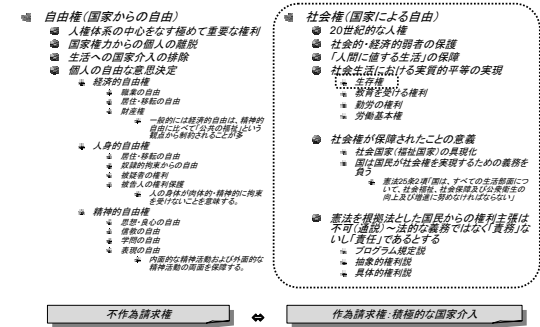 自由権（国家からの自由）
人権体系の中心をなす極めて重要な権利
国家権力からの個人の離脱
生活への国家介入の排除
個人の自由な意思決定
経済的自由権
職業の自由
居住・移転の自由
財産権
一般的には経済的自由は、精神的
自由に比べて「公共の福祉」という
観点から制約されることが多
人身的自由権
居住・移転の自由
奴隷的拘束からの自由
被疑者の権利
被告人の権利保護
人の身体が肉体的・精神的に拘束
を受けないことを意味する。
精神的自由権
思想・良心の自由
信教の自由
学問の自由
表現の自由
内面的な精神活動および外面的な
精神活動の両面を保障する。
不作為請求権
⇔
社会権（国家による自由）
20世紀的な人権
社会的・経済的弱者の保護
「人間に値する生活」の保障
社会生活における実質的平等の実現
生存権
教育を受ける権利
勤労の権利
労働基本権
社会権が保障されたことの意義
社会国家（福祉国家）の具現化
国は国民が社会権を実現するための義務を
負う
憲法25条2項「国は、すべての生活部面につ
いて、社会福祉、社会保障及び公衆衛生の
向上及び増進に努めなければならない」
憲法を根拠法とした国民からの権利主張は
不可（通説）～法的な義務ではなく「責務」な
いし「責任」であるとする
プログラム規定説
抽象的権利説
具体的権利説
作為請求権：積極的な国家介入